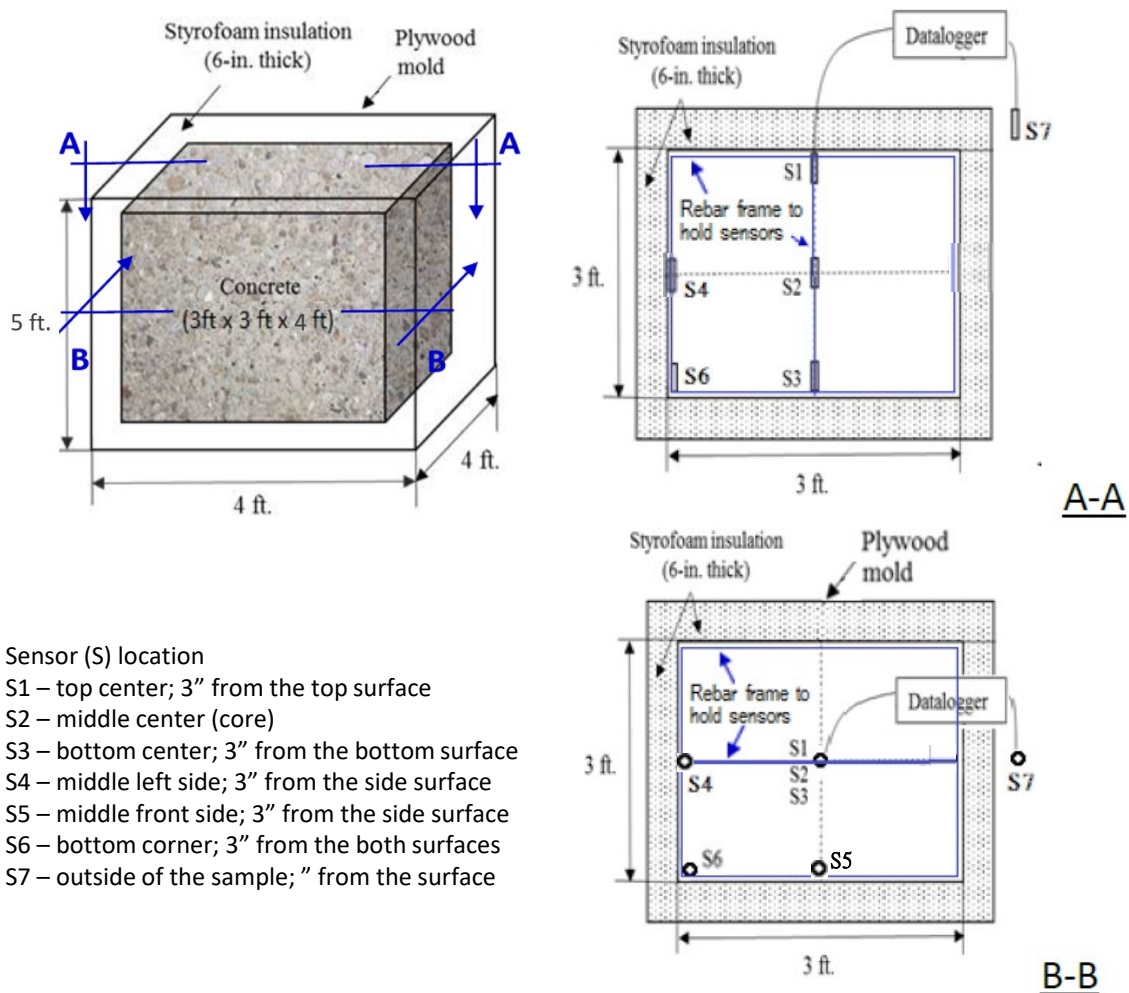 Styrofoam insulation
(6-in. thick)
Plywood
mold
A
A
Concrete
(3ft x 3 ft x 4 ft)
5 ft.
B
B
4 ft.
4 ft.
Styrofoam insulation
(6-in. thick)
Datalogger
S7
S1
Rebar frame to
hold sensors
3 ft.
S4
S2
S6
S3
3 ft.
A-A
Sensor (S) location
S1 – top center; 3” from the top surface
S2 – middle center (core)
S3 – bottom center; 3” from the bottom surface
S4 – middle left side; 3” from the side surface
S5 – middle front side; 3” from the side surface
S6 – bottom corner; 3” from the both surfaces
S7 – outside of the sample; ” from the surface
Styrofoam insulation
(6-in. thick)
Plywood
mold
Rebar frame to
hold sensors
Datalogger
3 ft.
S1
S4
S2
S3
S7
S6
S5
3 ft.
B-B